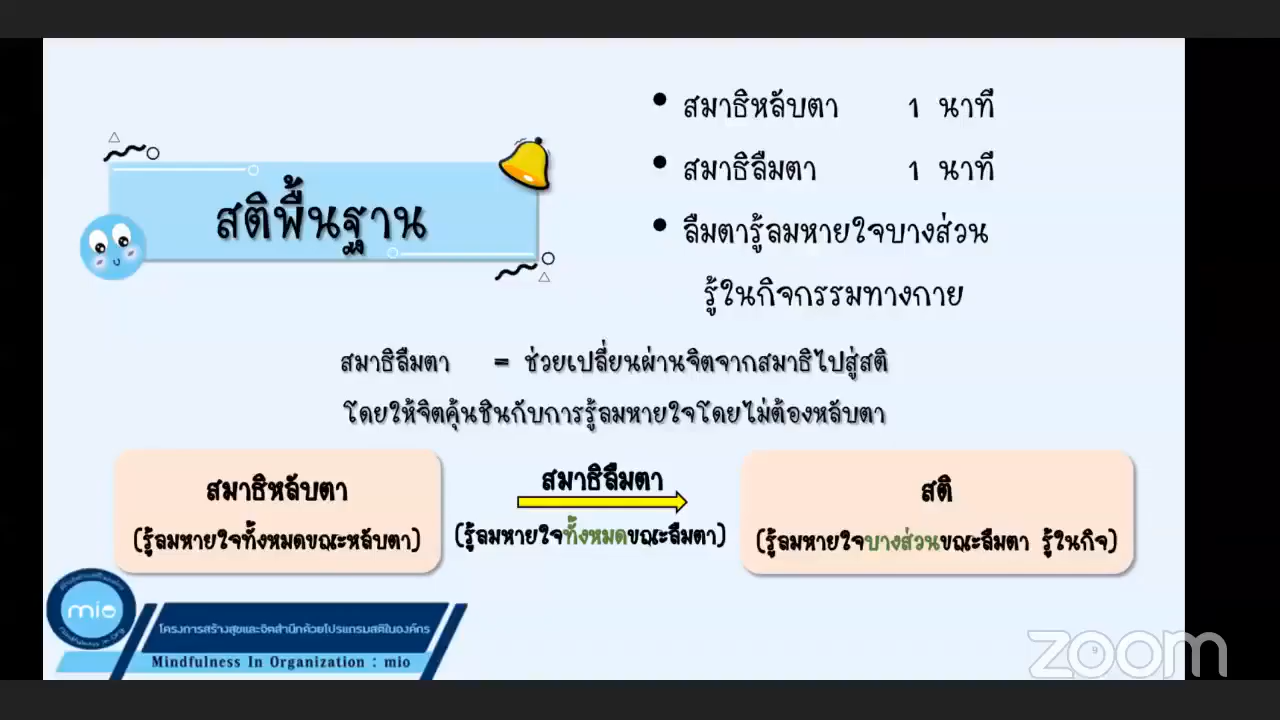 สติพื้นฐาน
• สมาธิหลับตา 1 นาที
• สมาธิลืมตา 1 นาที
• ลืมตารู้ลมหายใจบางส่วน
รู้ในกิจกรรมทางกาย
สมาธิลืมตา = ช่วยเปลี่ยนผ่านจิตจากสมาธิไปสู่สติ
โดยให้จิตคุ้นชินกับการรู้ลมหายใจโดยไม่ต้องหลับตา
สมาธิหลับตา
(รู้ลมหายใจทั้งหมดขณะหลับตา)
สมาธิลืมตา
(รู้ลมหายใจทั้งหมดขณะลืมตา)
สติ
(รู้ลมหายใจบางส่วนขณะลืมตา รู้ในกิจ)
mio
โครงการสร้างสุขและจิตสำนึกด้วยโปรแกรมสติในองค์กร
Mindfulness In Organization : mio
9
zoom